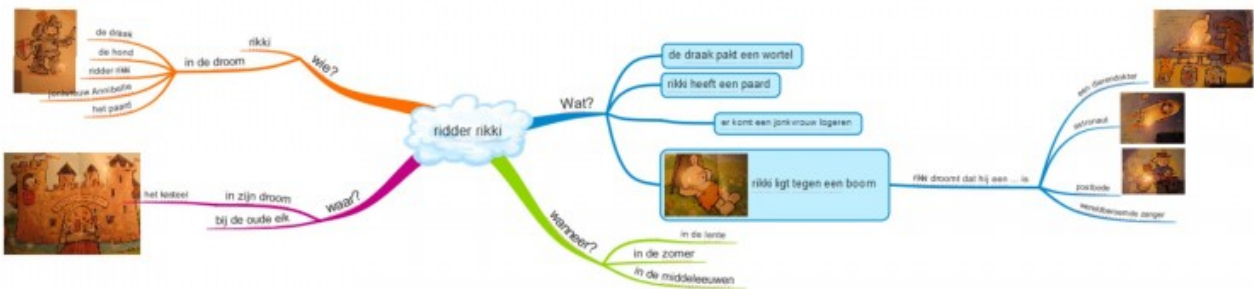 ridder rikki
wie?
rikki
in de droom
de draak
de hond
ridder rikki
jonkvrouw Annibelle
het paard
waar?
in zijn droom
het kasteel
bij de oude eik
Wat?
de draak pakt een wortel
rikki heeft een paard
er komt een jonkvrouw logeren
rikki ligt tegen een boom
rikki droomt dat hij een ... is
een dierendokter
astronaut
postbode
wereldberoemde zanger
wanneer?
in de lente
in de zomer
in de middeleeuwen